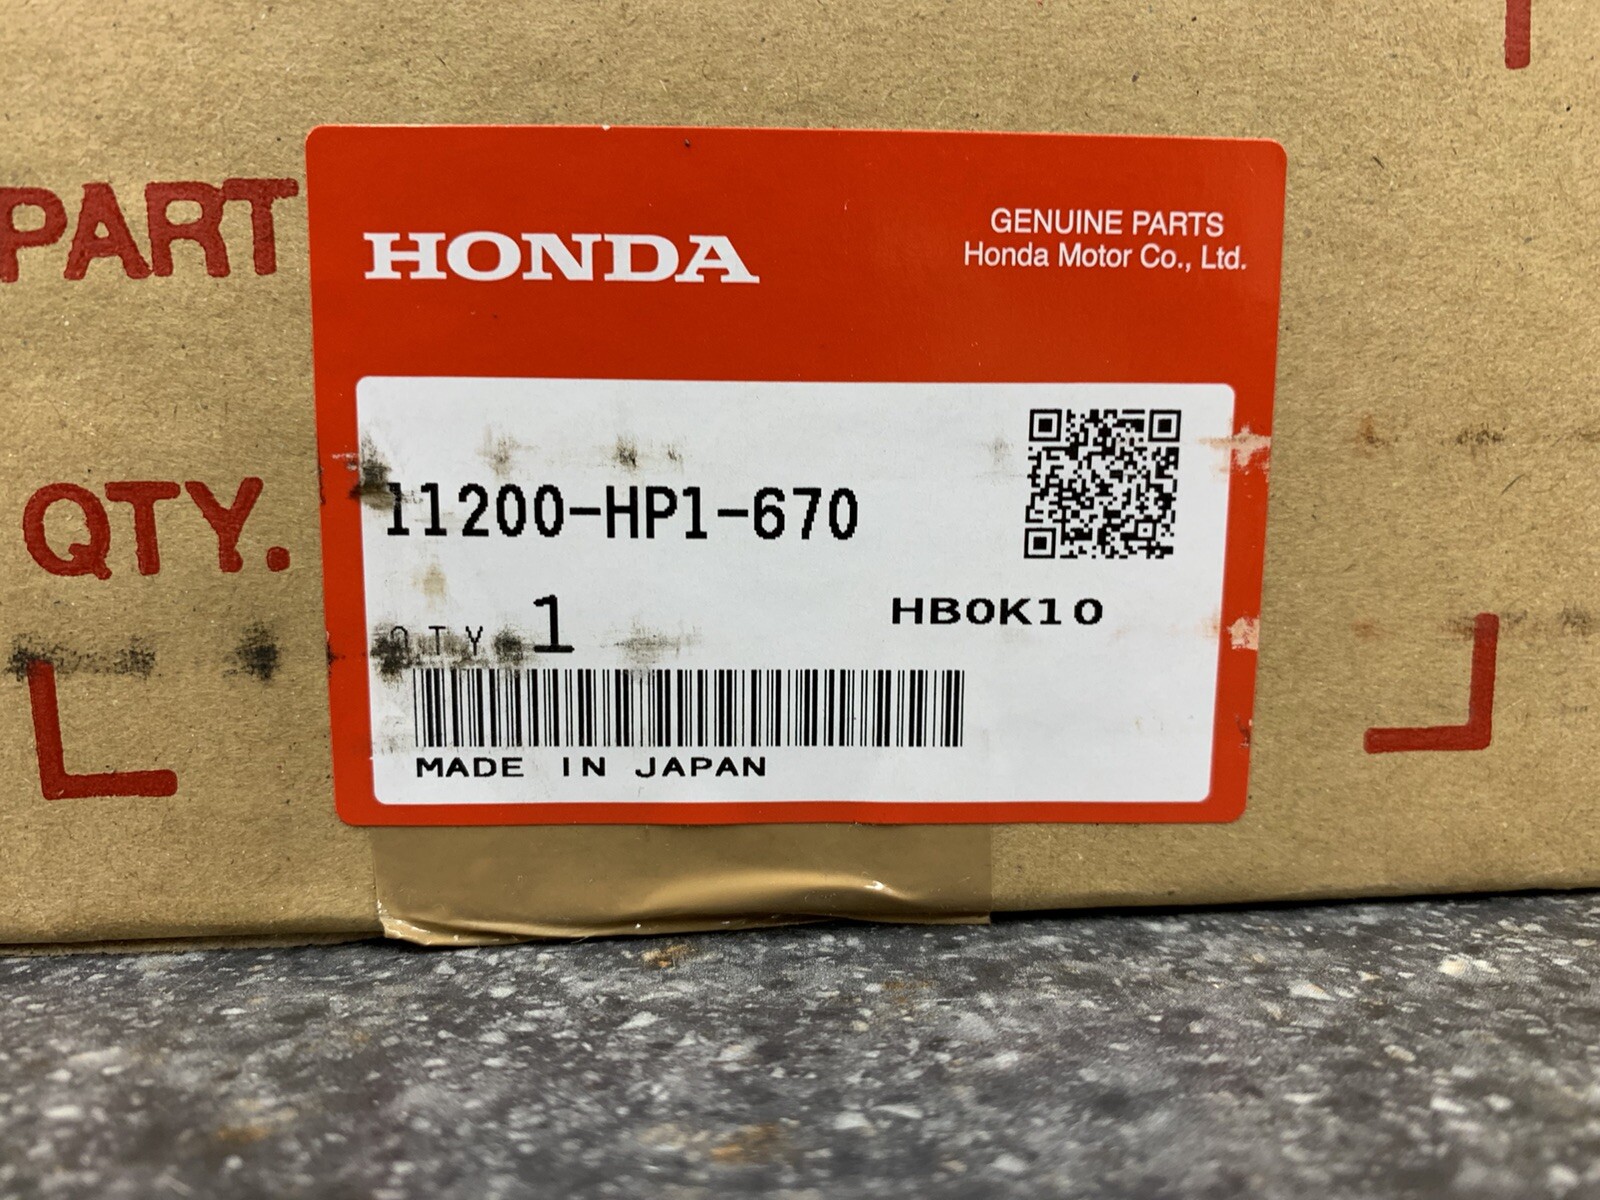 PART
HONDA
GENUINE PARTS
Honda Motor Co., Ltd.
11200-HP1-670
QTY.
QTY 1
HB0K10
MADE IN JAPAN